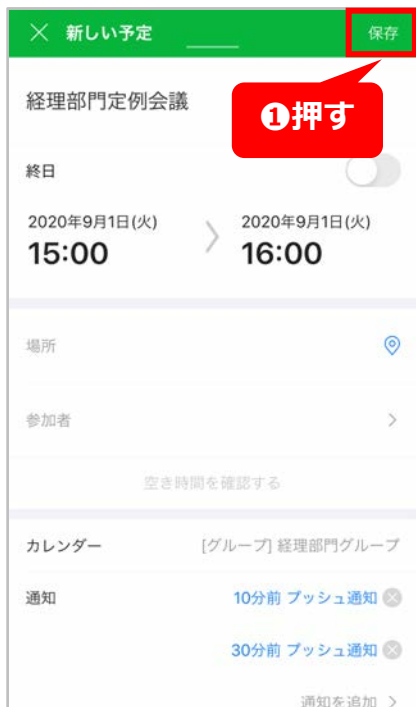 新しい予定 保存
❶押す
経理部門定例会議
終日
2020年9月1日(火) 2020年9月1日(火)
15:00 16:00
場所
参加者
空き時間を確認する
カレンダー [グループ] 経理部門グループ
通知 10分前 プッシュ通知
30分前 プッシュ通知
通知を追加